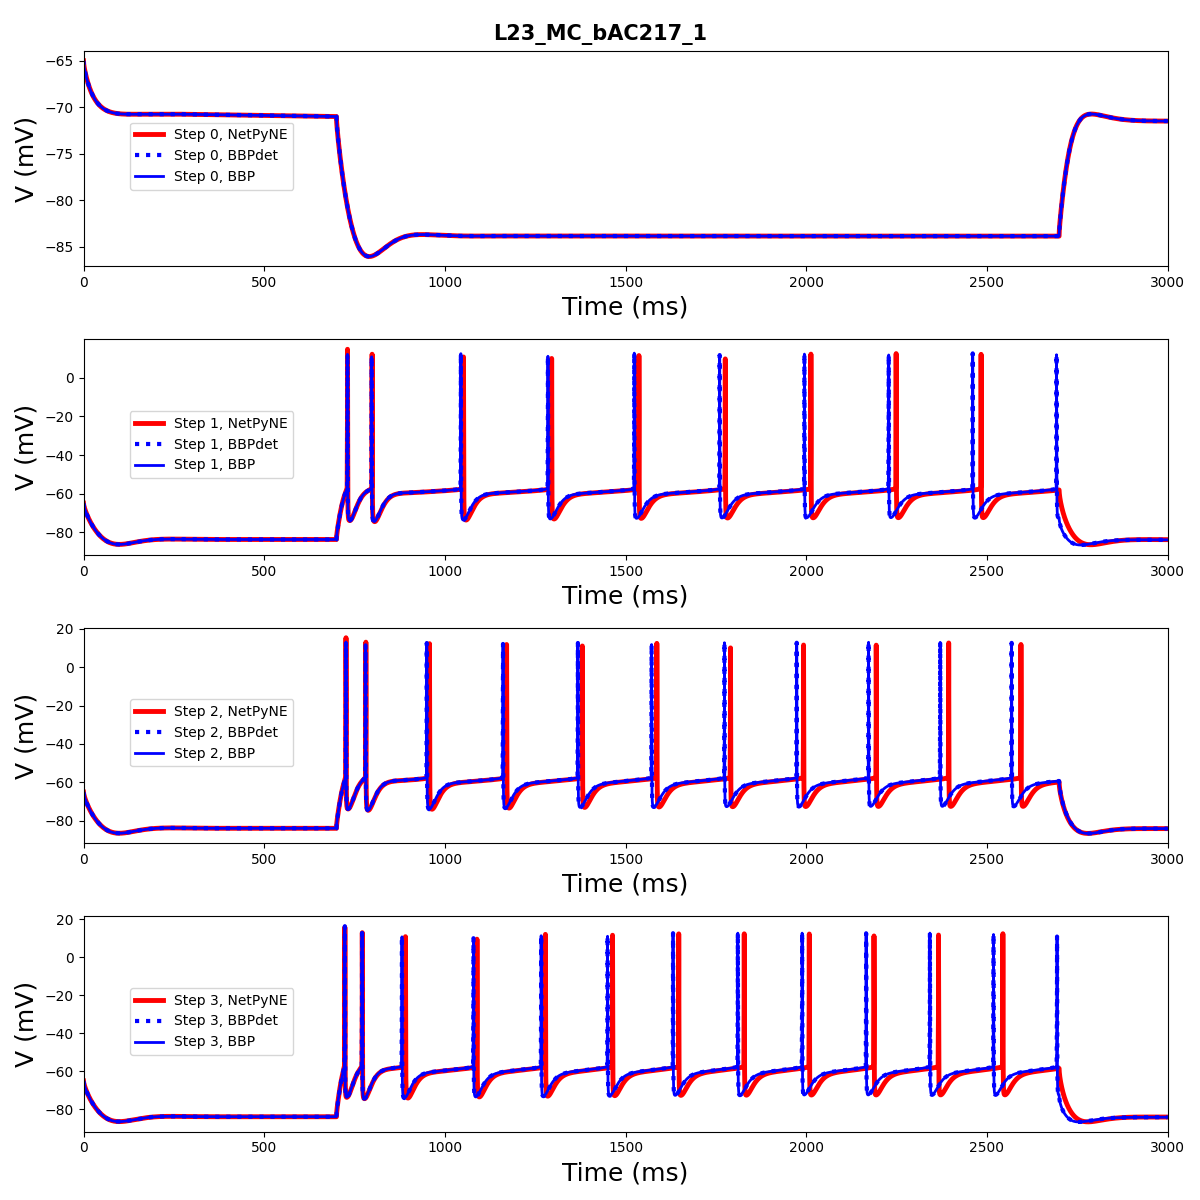 L23_MC_bAC217_1
−65
−70
−75
−80
−85
V (mV)
Step 0, NetPyNE
Step 0, BBPdet
Step 0, BBP
0 500 1000 1500 2000 2500 3000
Time (ms)
0
−20
−40
−60
−80
V (mV)
Step 1, NetPyNE
Step 1, BBPdet
Step 1, BBP
0 500 1000 1500 2000 2500 3000
Time (ms)
20
0
−20
−40
−60
−80
V (mV)
Step 2, NetPyNE
Step 2, BBPdet
Step 2, BBP
0 500 1000 1500 2000 2500 3000
Time (ms)
20
0
−20
−40
−60
−80
V (mV)
Step 3, NetPyNE
Step 3, BBPdet
Step 3, BBP
0 500 1000 1500 2000 2500 3000
Time (ms)